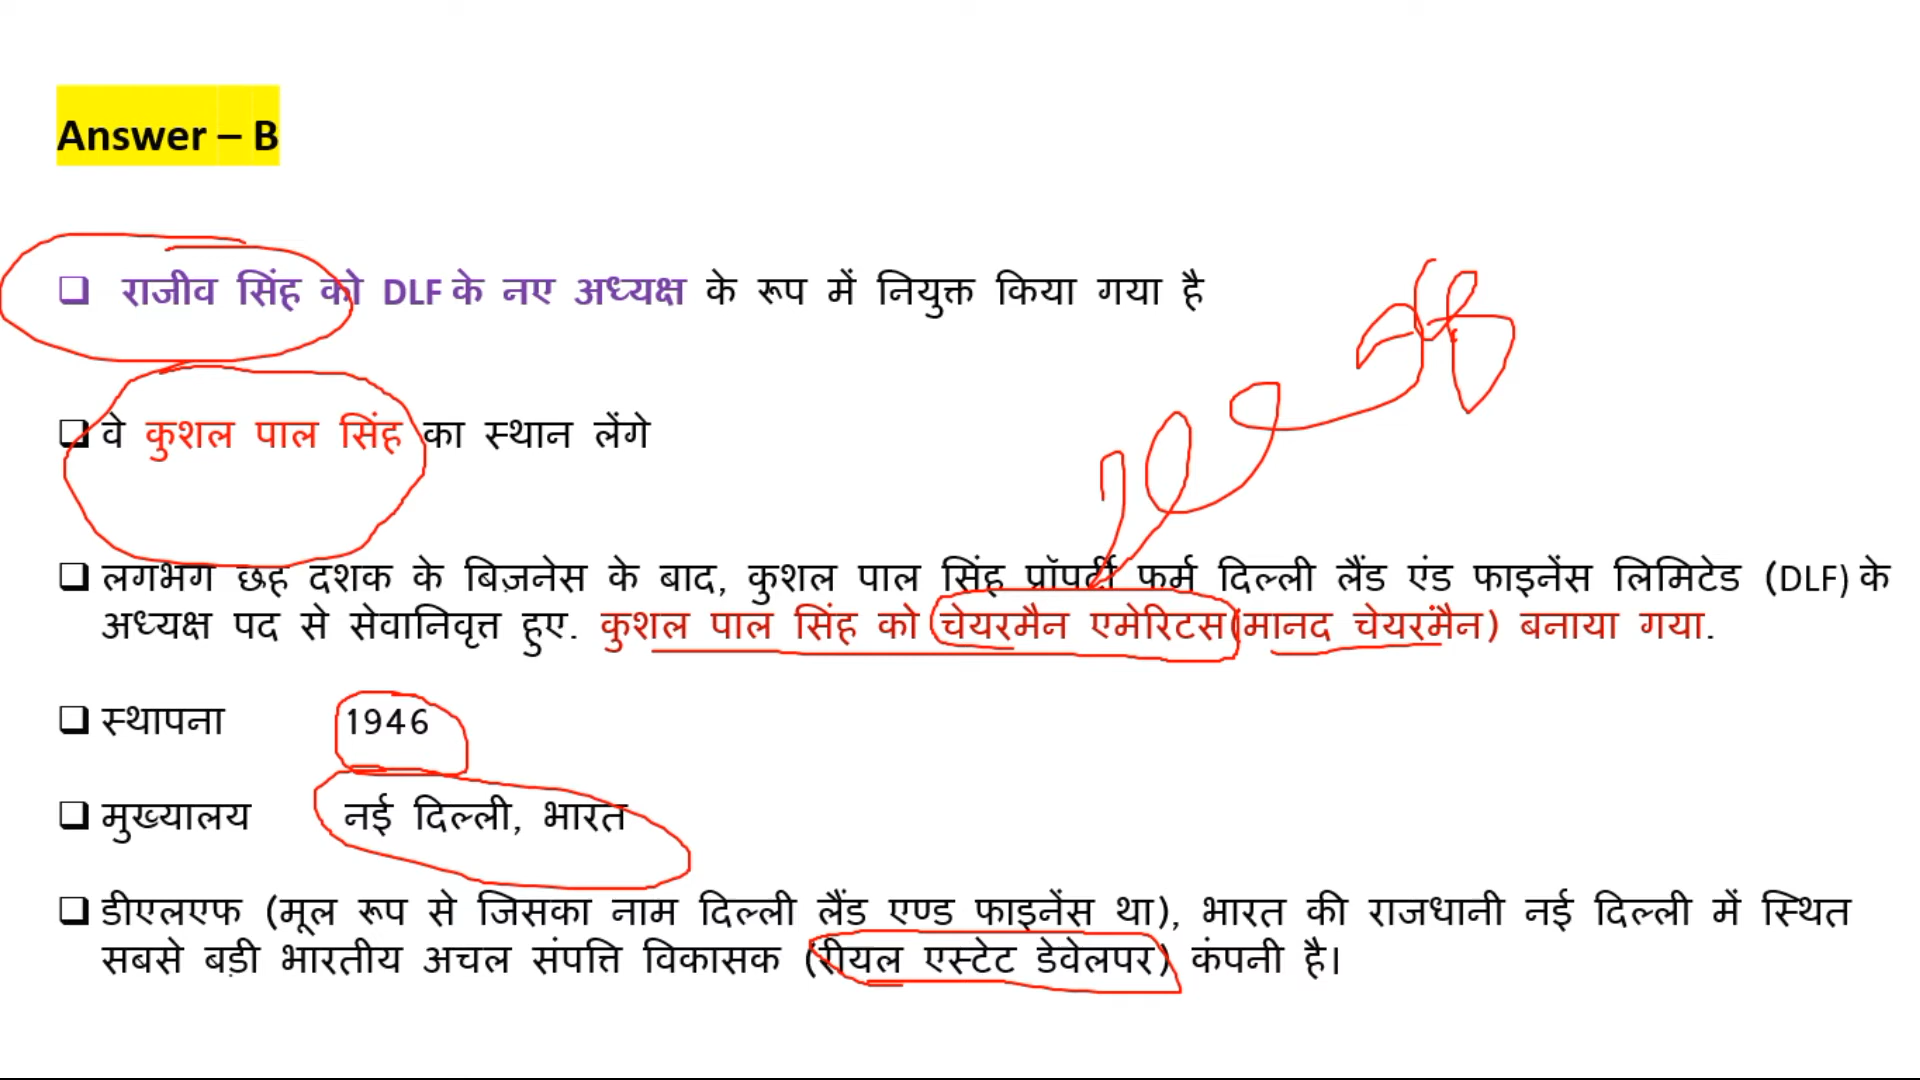 Answer – B
राजीव सिंह को DLF के नए अध्यक्ष के रूप में नियुक्त किया गया है
वे कुशल पाल सिंह का स्थान लेंगे
लगभग छह दशक के बिज़नेस के बाद, कुशल पाल सिंह प्रॉपर्टी फर्म दिल्ली लैंड एंड फाइनेंस लिमिटेड (DLF) के
अध्यक्ष पद से सेवानिवृत्त हुए. कुशल पाल सिंह को चेयरमैन एमेरिटस(मानद चेयरमैंन) बनाया गया.
स्थापना 1946
मुख्यालय नई दिल्ली, भारत
डीएलएफ (मूल रूप से जिसका नाम दिल्ली लैंड एण्ड फाइनेंस था), भारत की राजधानी नई दिल्ली में स्थित
सबसे बड़ी भारतीय अचल संपत्ति विकासक (रीयल एस्टेट डेवेलपर) कंपनी है।